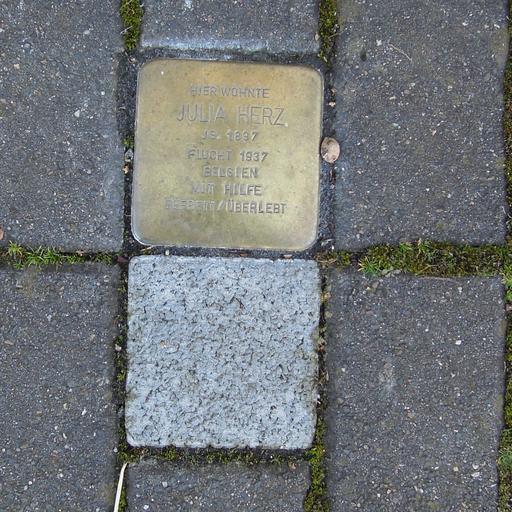 HIER WOHNTE
JULIA HERZ
JG. 1897
FLUCHT 1937
BELGIEN
MIT HILFE
BEFREIT/ÜBERLEBT